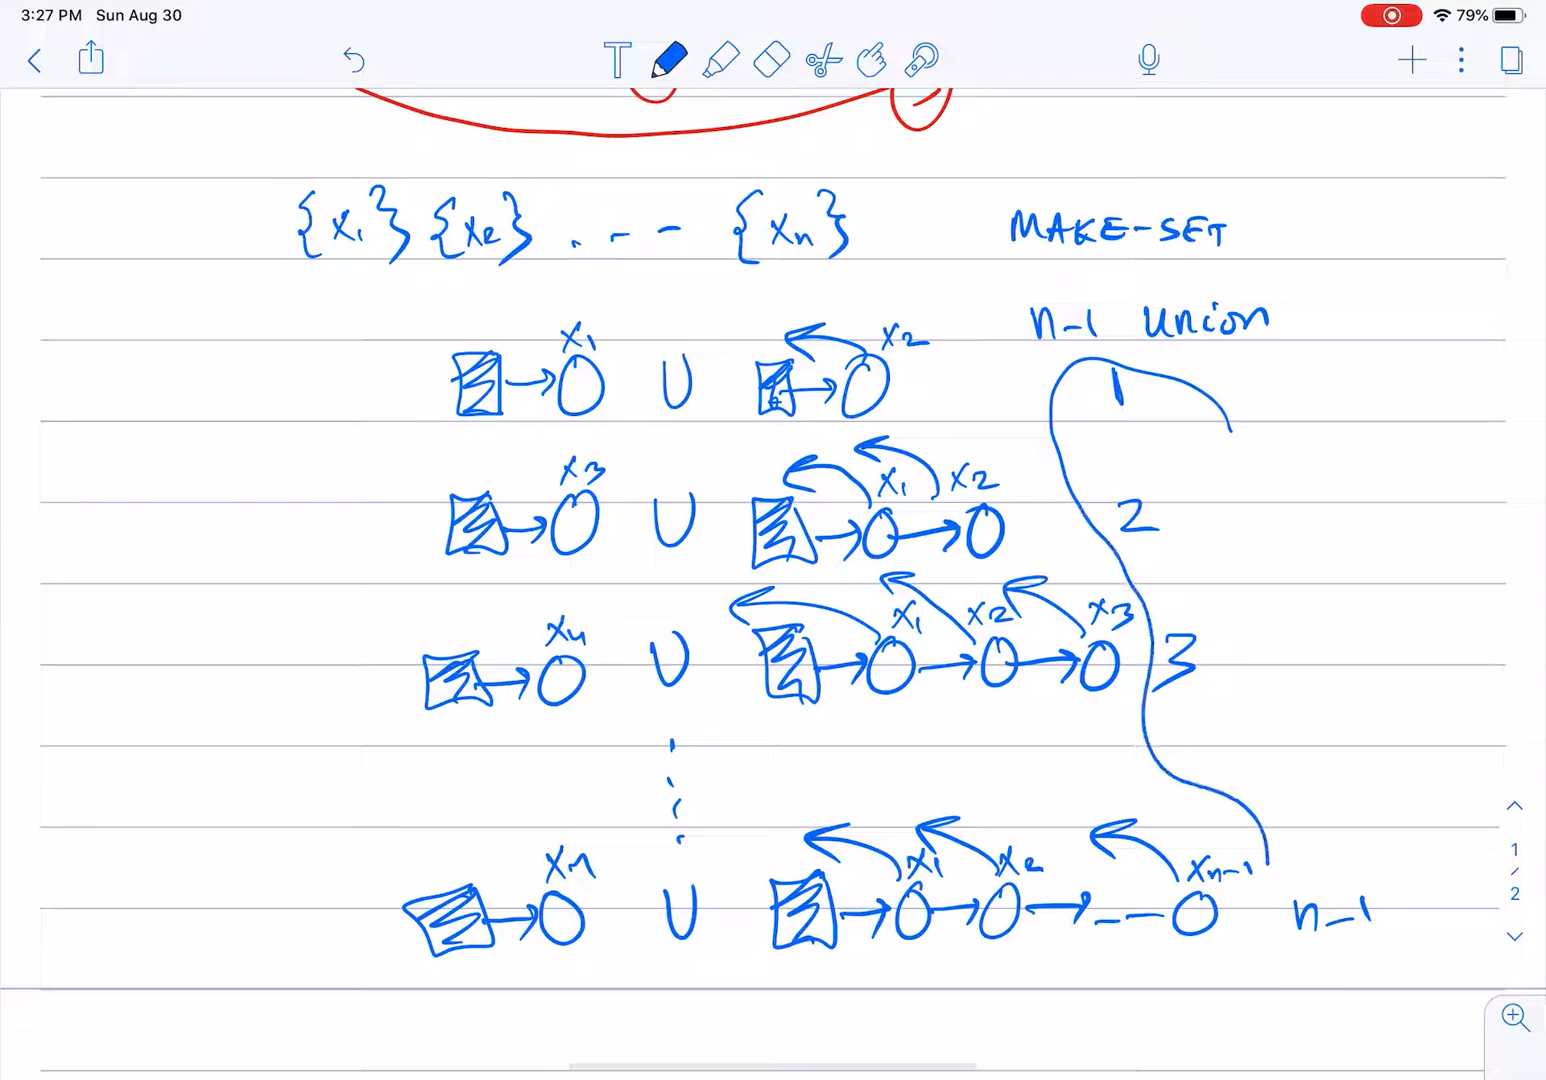 3:27 PM Sun Aug 30 79%
T
{x₁} {x₂} . - - {xₙ} MAKE-SET
n-1 union
x₁ x₂
U 1
x₃ x₁ x₂
U 2
x₄ x₁ x₂ x₃
U 3
xₙ x₁ x₂ xₙ₋₁
U n-1
1
/
2